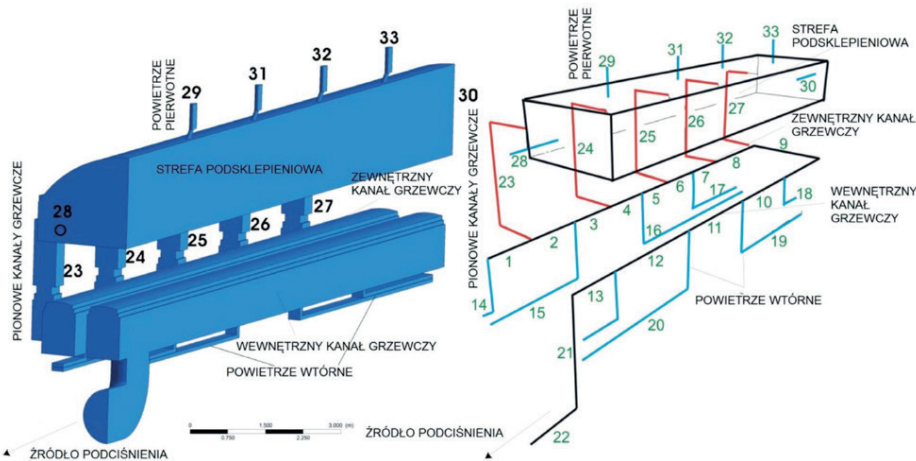 33
32
31
29
POWIETRZE
PIERWOTNE
STREFA PODSKLEPIENIOWA
ZEWNĘTRZNY
KANAŁ GRZEWCZY
PIONOWE KANAŁY GRZEWCZE
28
27
26
25
24
23
WEWNĘTRZNY KANAŁ GRZEWCZY
POWIETRZE WTÓRNE
ŹRÓDŁO PODCIŚNIENIA
0
1.500
3.000 (m)
0.750
2.250
30
STREFA
PODSKLEPIENIOWA
33
32
31
29
POWIETRZE
PIERWOTNE
30
27
26
25
24
28
23
ZEWNĘTRZNY KANAŁ
GRZEWCZY
PIONOWE KANAŁY GRZEWCZE
9
8
7
6
5
4
3
2
1
17
18
WEWNĘTRZNY
KANAŁ
GRZEWCZY
10
11
16
19
12
14
15
13
POWIETRZE WTÓRNE
20
21
22
ŹRÓDŁO PODCIŚNIENIA